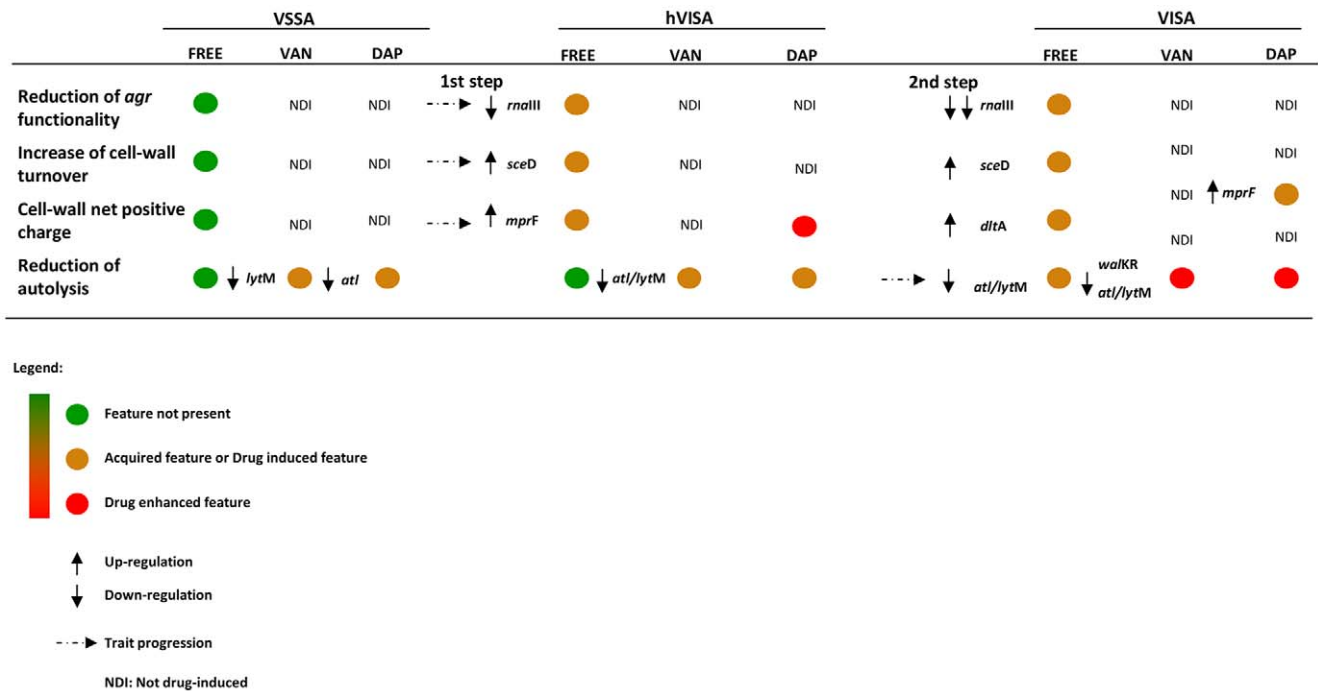 VSSA hVISA VISA
FREE VAN DAP FREE VAN DAP FREE VAN DAP
1st step 2nd step
Reduction of agr functionality NDI NDI rnaIII NDI NDI rnaIII NDI NDI
Increase of cell-wall turnover NDI NDI sceD NDI NDI sceD NDI NDI
NDI mprF
Cell-wall net positive charge NDI NDI mprF NDI dltA NDI NDI
Reduction of autolysis lytM atl atl/lytM atl/lytM walKR atl/lytM
Legend:
Feature not present
Acquired feature or Drug induced feature
Drug enhanced feature
Up-regulation
Down-regulation
Trait progression
NDI: Not drug-induced